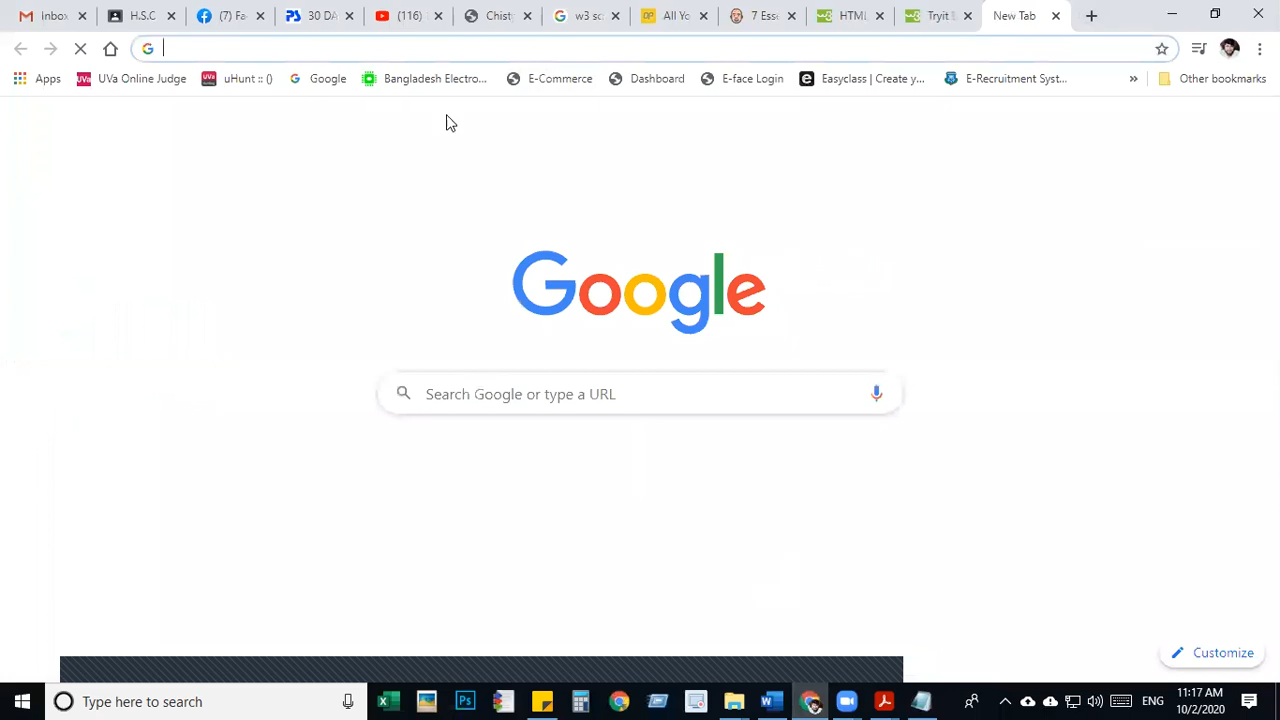 Inbox
H.S.C
(7) Fa
30 DA
(116)
Chist
w3 sc
All Yo
7 Esse
HTML
Tryit E
New Tab
Apps
UVa Online Judge
uHunt :: ()
Google
Bangladesh Electro...
E-Commerce
Dashboard
E-face Login
Easyclass | Create y...
E-Recruitment Syst...
Other bookmarks
Google
Search Google or type a URL
Customize
Type here to search
ENG
11:17 AM
10/2/2020